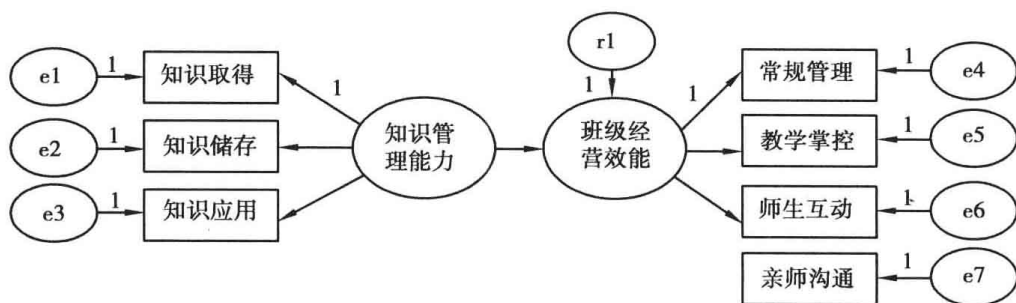 r1
e1 1 知识取得 1 1 1 常规管理 1 e4
e2 1 知识储存 知识管 班级经 教学掌控 1 e5
理能力 营效能
e3 1 知识应用 师生互动 1 e6
亲师沟通 1 e7